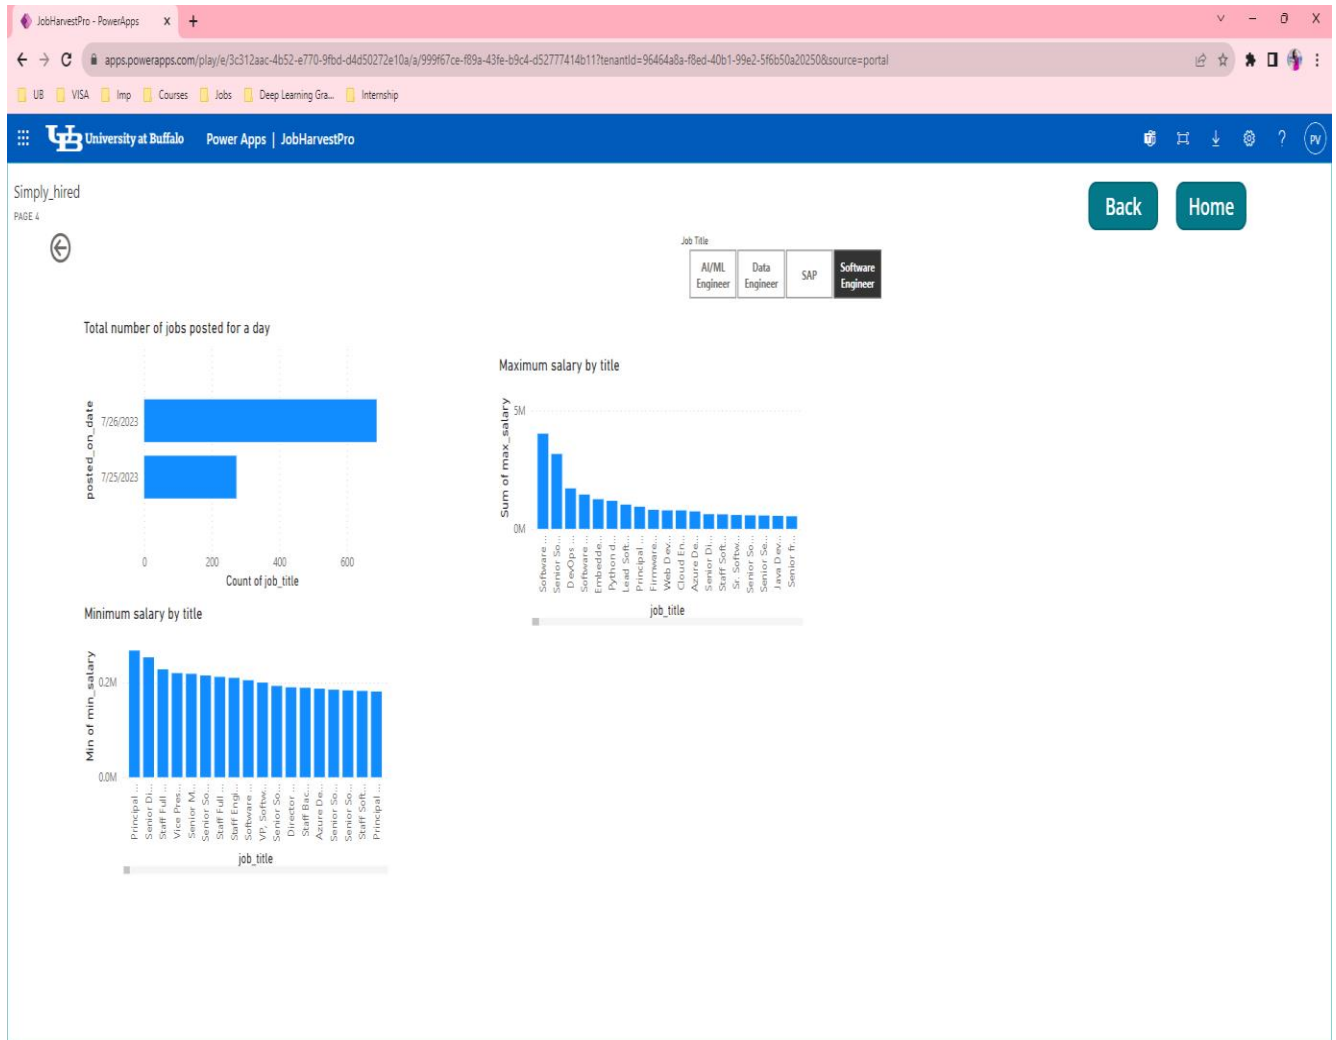 JobHarvestPro - PowerApps
apps.powerapps.com/play/e/3c312aac-4b52-e770-9fbd-d4d50272e10a/a/999f67ce-f89a-43fe-b9c4-d52777414b11?tenantId=96464a8a-f8ed-40b1-99e2-5f6b50a20250&source=portal
UB VISA Imp Courses Jobs Deep Learning Gra... Internship
UB University at Buffalo Power Apps | JobHarvestPro ? PV
Simply_hired
PAGE 4
Back Home
Job Title
AI/ML Engineer
Data Engineer
SAP
Software Engineer
Total number of jobs posted for a day
posted_on_date
7/26/2023
7/25/2023
0 200 400 600
Count of job_title
Maximum salary by title
Sum of max_salary
5M
0M
Software ...
Senior So...
DevOps ...
Software ...
Embedde...
Python d...
Lead Soft...
Principal ...
Firmware...
Web Dev...
Cloud En...
Azure De...
Senior Di...
Staff Soft...
Sr. Softw...
Senior So...
Senior Se...
Java Dev...
Senior fr...
job_title
Minimum salary by title
Min of min_salary
0.2M
0.0M
Principal ...
Senior Di...
Staff Full ...
Vice Pres...
Senior M...
Senior So...
Staff Full ...
Staff Engi...
Software ...
VP, Softw...
Senior So...
Director ...
Staff Bac...
Azure De...
Senior So...
Senior So...
Staff Soft...
Principal ...
job_title